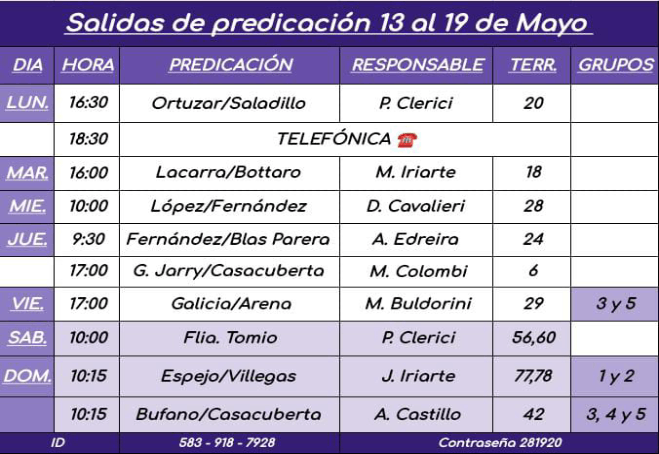 Salidas de predicación 13 al 19 de Mayo
DIA HORA PREDICACIÓN RESPONSABLE TERR. GRUPOS
LUN. 16:30 Ortuzar/Saladillo P. Clerici 20
18:30 TELEFÓNICA ☎️
MAR. 16:00 Lacarra/Bottaro M. Iriarte 18
MIE. 10:00 López/Fernández D. Cavalieri 28
JUE. 9:30 Fernández/Blas Parera A. Edreira 24
17:00 G. Jarry/Casacuberta M. Colombi 6
VIE. 17:00 Galicia/Arena M. Buldorini 29 3 y 5
SAB. 10:00 Flia. Tomio P. Clerici 56,60
DOM. 10:15 Espejo/Villegas J. Iriarte 77,78 1 y 2
10:15 Bufano/Casacuberta A. Castillo 42 3, 4 y 5
ID 583 - 918 - 7928 Contraseña 281920